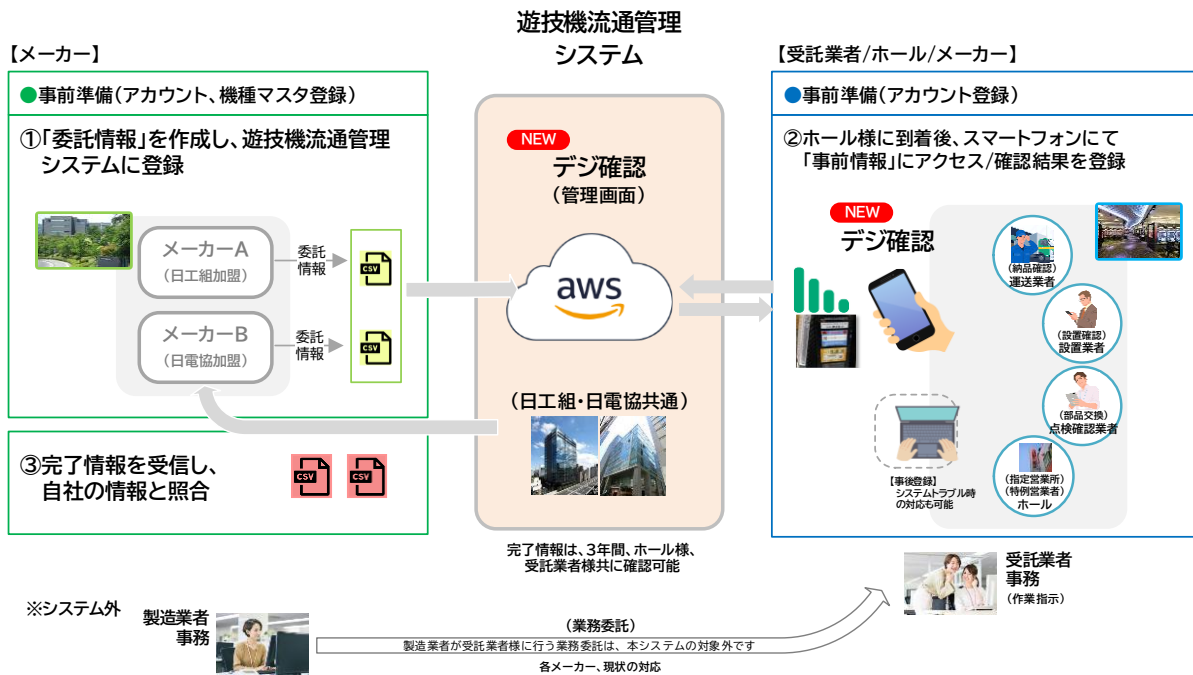 遊技機流通管理
システム
【メーカー】
●事前準備(アカウント、機種マスタ登録)
①「委託情報」を作成し、遊技機流通管理
システムに登録
メーカーA
(日工組加盟)
委託
情報
CSV
メーカーB
(日電協加盟)
委託
情報
CSV
③完了情報を受信し、
自社の情報と照合
CSV
CSV
NEW
デジ確認
(管理画面)
aws
(日工組・日電協共通)
完了情報は、3年間、ホール様、
受託業者様共に確認可能
【受託業者/ホール/メーカー】
●事前準備(アカウント登録)
②ホール様に到着後、スマートフォンにて
「事前情報」にアクセス/確認結果を登録
NEW
デジ確認
(納品確認)
運送業者
(設置確認)
設置業者
(部品交換)
点検確認業者
(指定営業所)
(特例営業者)
ホール
【事後登録】
システムトラブル時
の対応も可能
受託業者
事務
(作業指示)
※システム外
製造業者
事務
(業務委託)
製造業者が受託業者様に行う業務委託は、本システムの対象外です
各メーカー、現状の対応